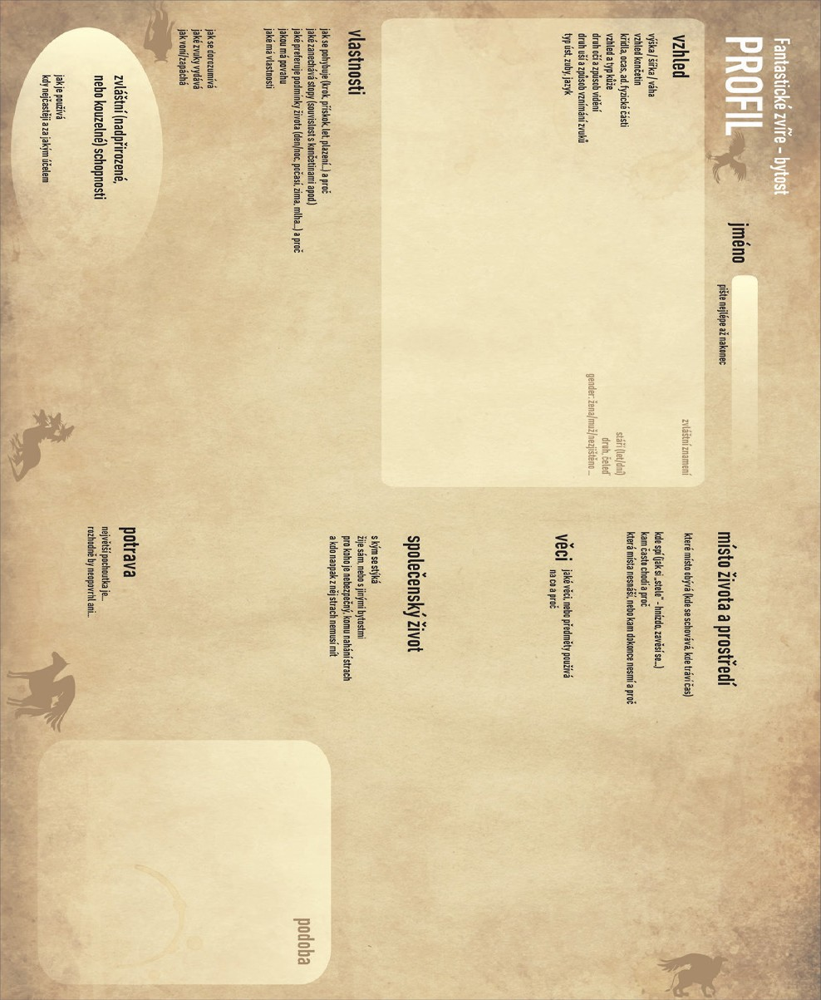 Fantastické zvíře – bytost
PROFIL
jméno
pište nejlépe až nakonec
vzhled
výška / šířka / váha
vzhled končetin
křídla, ocas, ad. fyzické části
vzhled a typ kůže
druh očí a způsob vidění
druh uší a způsob vznímání zvuků
typ úst, zuby, jazyk
zvláštní znamení
stáří (let/dní)
druh, čeleď
gender: žena/muž/nezjištěno ...
vlastnosti
jak se pohybuje (krok, přískok, let, plazení...) a proč
jaké zanechává stopy (souvislost s končetinami apod.)
jaké preferuje podmínky života (den/noc, počasí, zima, mlha...) a proč
jakou má povahu
jaké má vlastnosti
jak se dorozumívá
jaké zvuky vydává
jak voní/zapáchá
zvláštní (nadpřirozené,
nebo kouzelné) schopnosti
jak je používá
kdy nejčastěji a za jakým účelem
místo života a prostředí
které místo obývá (kde se schovává, kde tráví čas)
kde spí (jak si „stele“ - hnízdo, zavěsí se...)
kam často chodí a proč
která místa nesnáší, nebo kam dokonce nesmí a proč
věci
jaké věci, nebo předměty používá
na co a proč
společenský život
s kým se stýká
žije sám, nebo s jinými bytostmi
pro koho je nebezpečný, komu nahání strach
a kdo naopak z něj strach nemusí mít
potrava
největší pochoutka je...
rozhodně by neopovrhl ani...
podoba